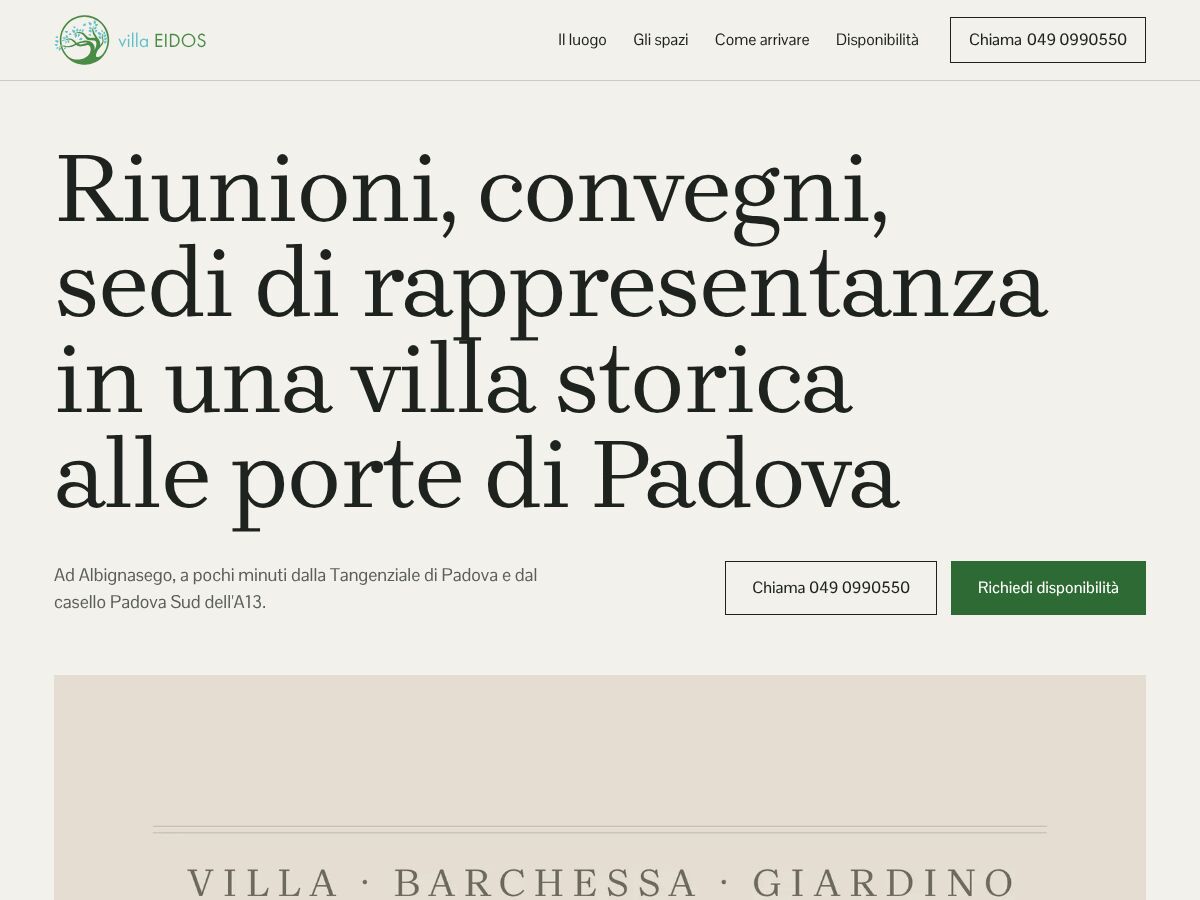 villa EIDOS
Il luogo Gli spazi Come arrivare Disponibilità Chiama 049 0990550
Riunioni, convegni,
sedi di rappresentanza
in una villa storica
alle porte di Padova
Ad Albignasego, a pochi minuti dalla Tangenziale di Padova e dal
casello Padova Sud dell'A13.
Chiama 049 0990550 Richiedi disponibilità
VILLA · BARCHESSA · GIARDINO